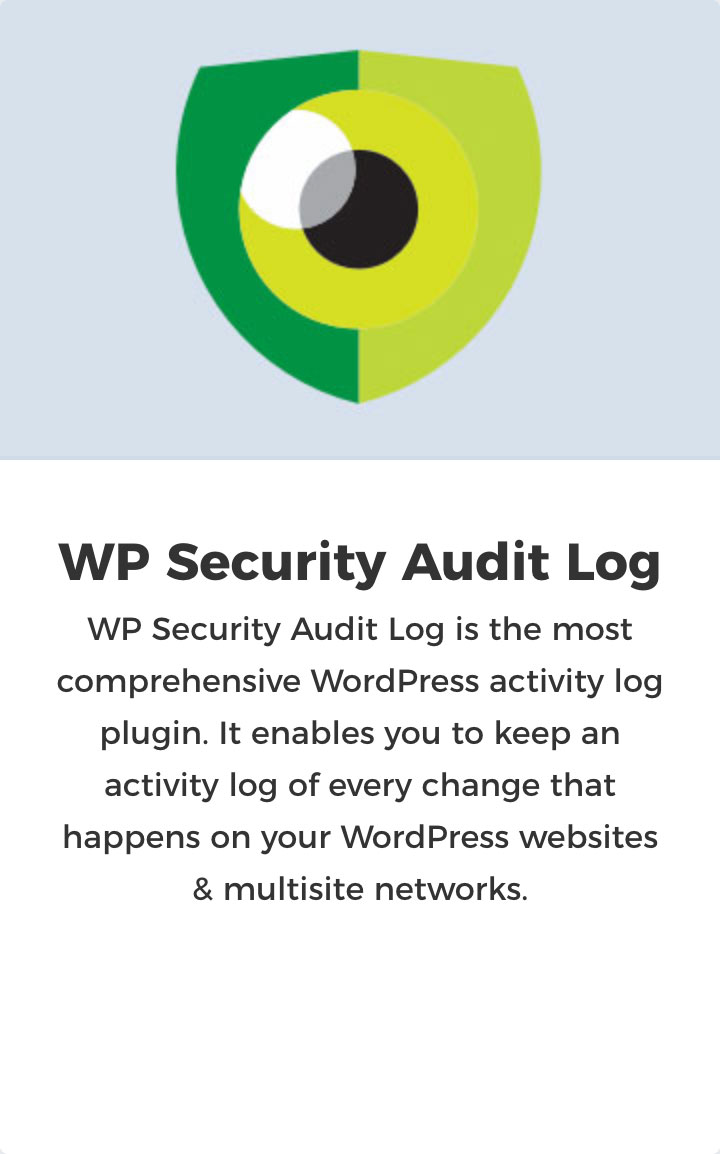 WP Security Audit Log
WP Security Audit Log is the most
comprehensive WordPress activity log
plugin. It enables you to keep an
activity log of every change that
happens on your WordPress websites
& multisite networks.